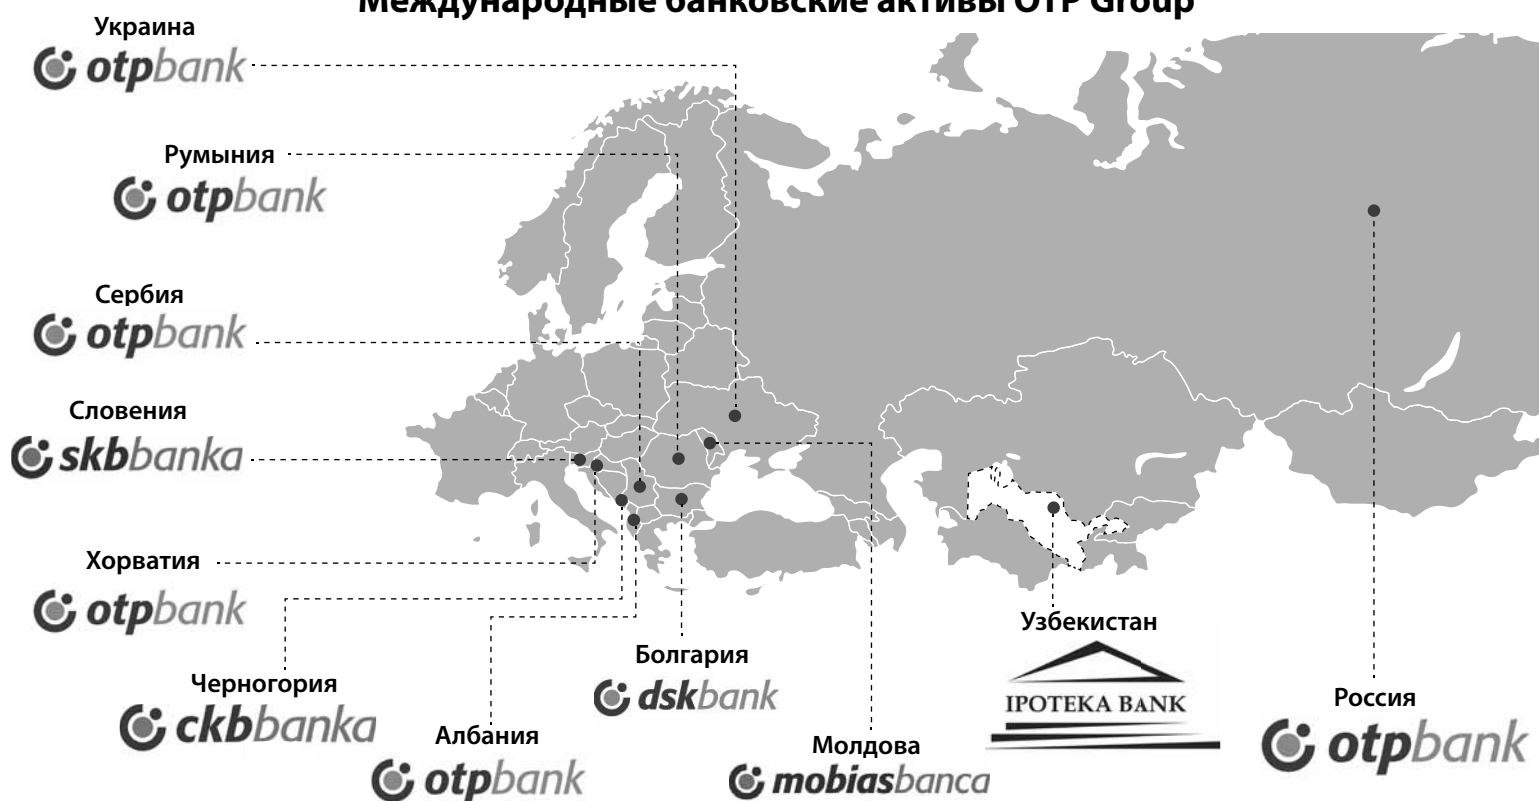 Международные банковские активы OTP Group
Украина
otpbank
Румыния
otpbank
Сербия
otpbank
Словения
skbbanka
Хорватия
otpbank
Черногория
ckbbanka
Албания
otpbank
Болгария
dskbank
Молдова
mobiasbanca
Узбекистан
IPOTEKA BANK
Россия
otpbank